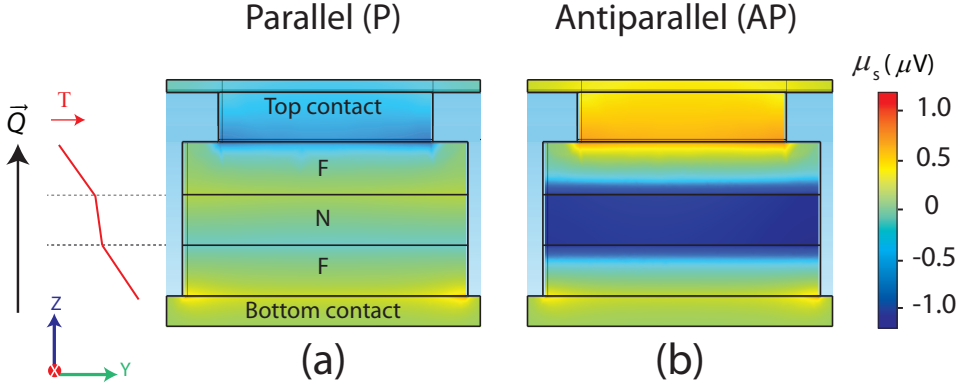 Parallel (P)
Antiparallel (AP)
μs (μV)
T
Q
Top contact
F
N
F
Bottom contact
1.0
0.5
0
-0.5
-1.0
Z
X
Y
(a)
(b)